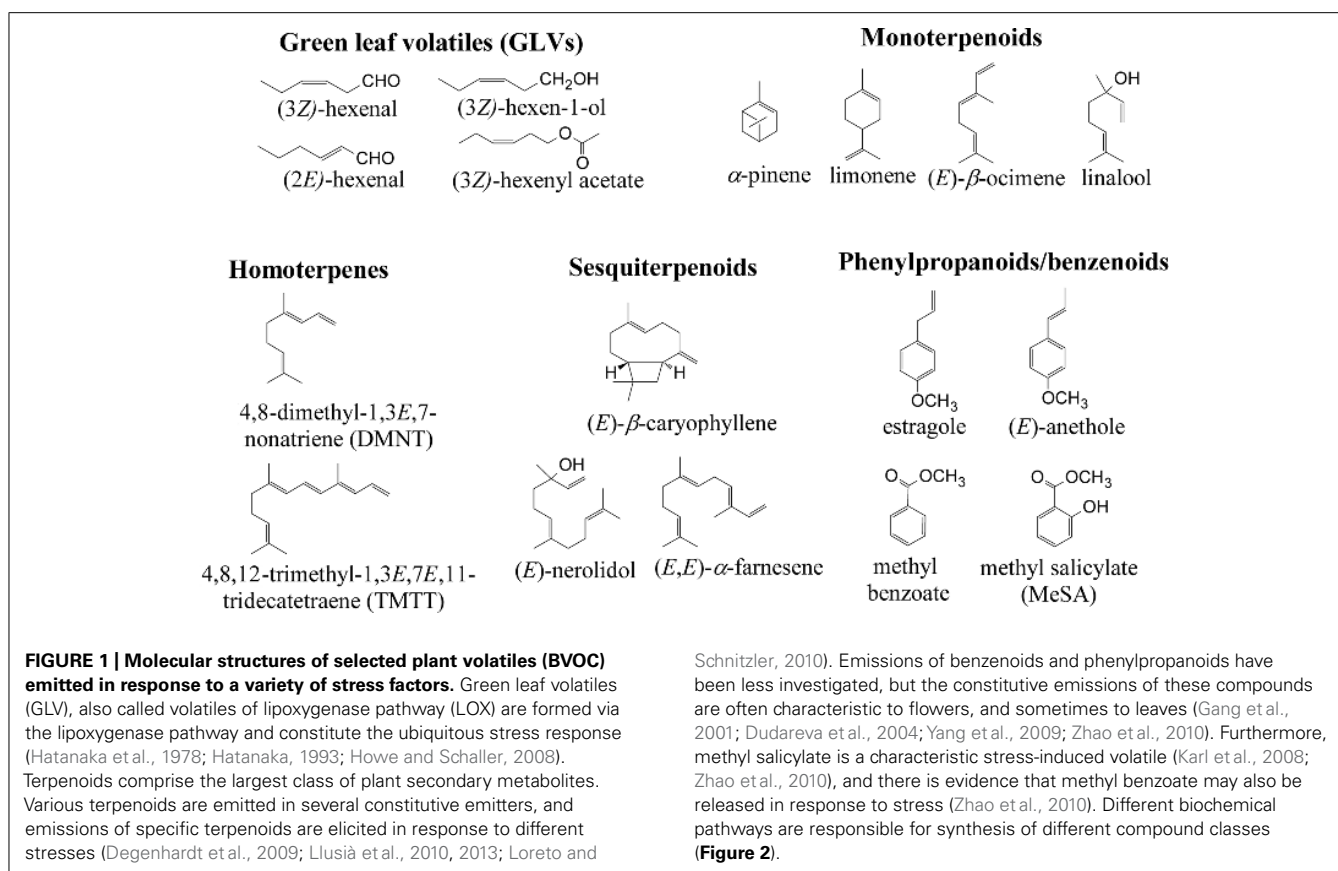 Green leaf volatiles (GLVs)
CHO
(3Z)-hexenal
CH2OH
(3Z)-hexen-1-ol
CHO
(2E)-hexenal
O
O
(3Z)-hexenyl acetate
Monoterpenoids
α-pinene
limonene
(E)-β-ocimene
OH
linalool
Homoterpenes
4,8-dimethyl-1,3E,7-
nonatriene (DMNT)
4,8,12-trimethyl-1,3E,7E,11-
tridecatetraene (TMTT)
Sesquiterpenoids
H
H
(E)-β-caryophyllene
OH
(E)-nerolidol
(E,E)-α-farnesene
Phenylpropanoids/benzenoids
OCH3
estragole
OCH3
(E)-anethole
O
OCH3
methyl
benzoate
O
OCH3
OH
methyl salicylate
(MeSA)
FIGURE 1 | Molecular structures of selected plant volatiles (BVOC)
emitted in response to a variety of stress factors. Green leaf volatiles
(GLV), also called volatiles of lipoxygenase pathway (LOX) are formed via
the lipoxygenase pathway and constitute the ubiquitous stress response
(Hatanaka et al., 1978; Hatanaka, 1993; Howe and Schaller, 2008).
Terpenoids comprise the largest class of plant secondary metabolites.
Various terpenoids are emitted in several constitutive emitters, and
emissions of specific terpenoids are elicited in response to different
stresses (Degenhardt et al., 2009; Llusià et al., 2010, 2013; Loreto and
Schnitzler, 2010). Emissions of benzenoids and phenylpropanoids have
been less investigated, but the constitutive emissions of these compounds
are often characteristic to flowers, and sometimes to leaves (Gang et al.,
2001; Dudareva et al., 2004; Yang et al., 2009; Zhao et al., 2010). Furthermore,
methyl salicylate is a characteristic stress-induced volatile (Karl et al., 2008;
Zhao et al., 2010), and there is evidence that methyl benzoate may also be
released in response to stress (Zhao et al., 2010). Different biochemical
pathways are responsible for synthesis of different compound classes
(Figure 2).